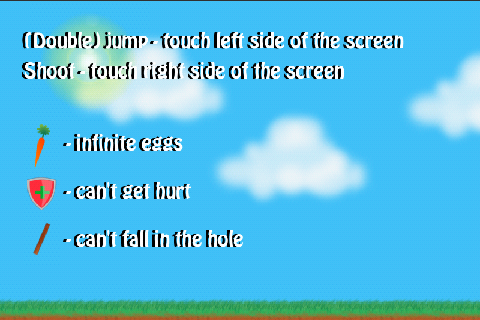 (Double) jump - touch left side of the screen
Shoot - touch right side of the screen
- infinite eggs
- can't get hurt
- can't fall in the hole